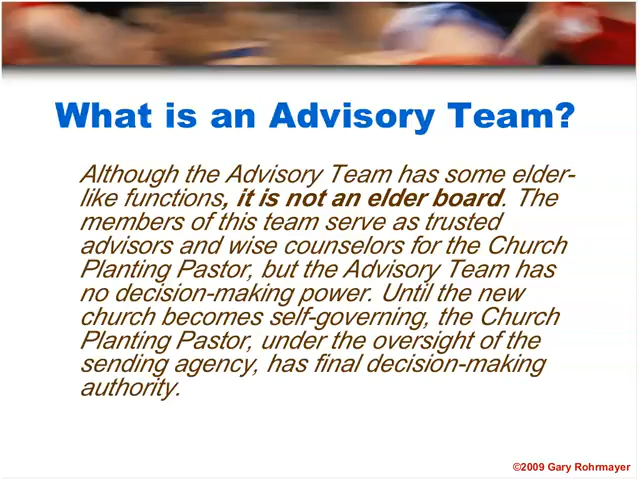 What is an Advisory Team?
Although the Advisory Team has some elder-
like functions, it is not an elder board. The
members of this team serve as trusted
advisors and wise counselors for the Church
Planting Pastor, but the Advisory Team has
no decision-making power. Until the new
church becomes self-governing, the Church
Planting Pastor, under the oversight of the
sending agency, has final decision-making
authority.
©2009 Gary Rohrmayer